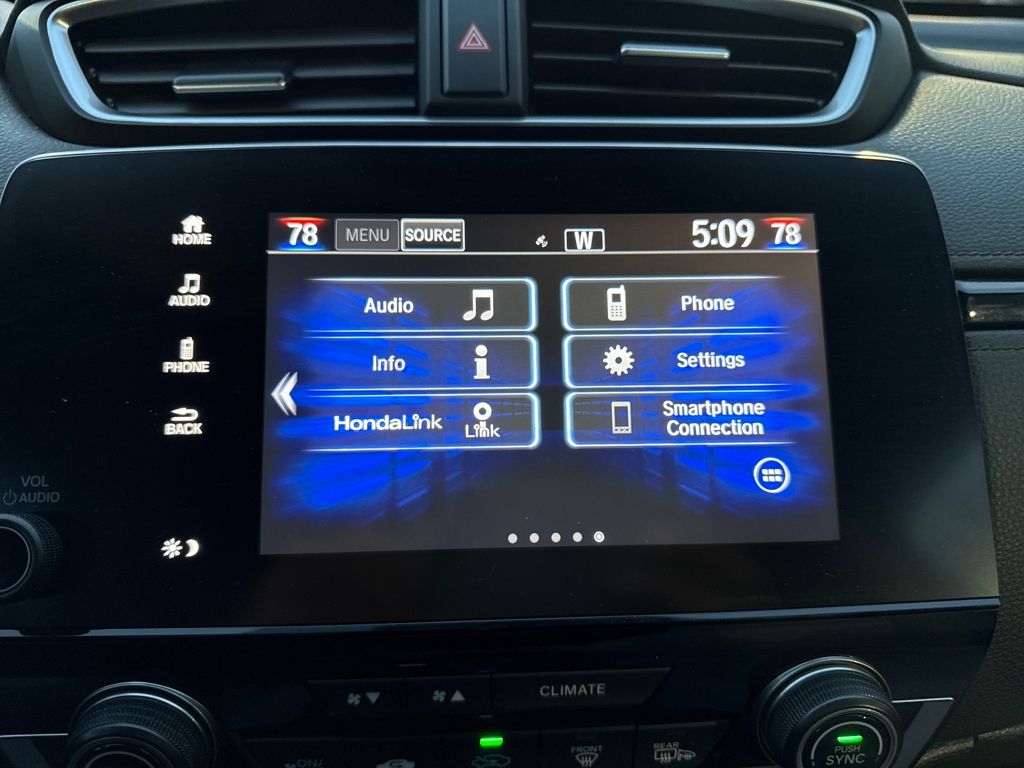 78 MENU SOURCE W 5:09 78
HOME
AUDIO
PHONE
BACK
VOL
AUDIO
Audio
Phone
Info
Settings
HondaLink Link
Smartphone
Connection
CLIMATE
ON/
FRONT
REAR
PUSH
SYNC